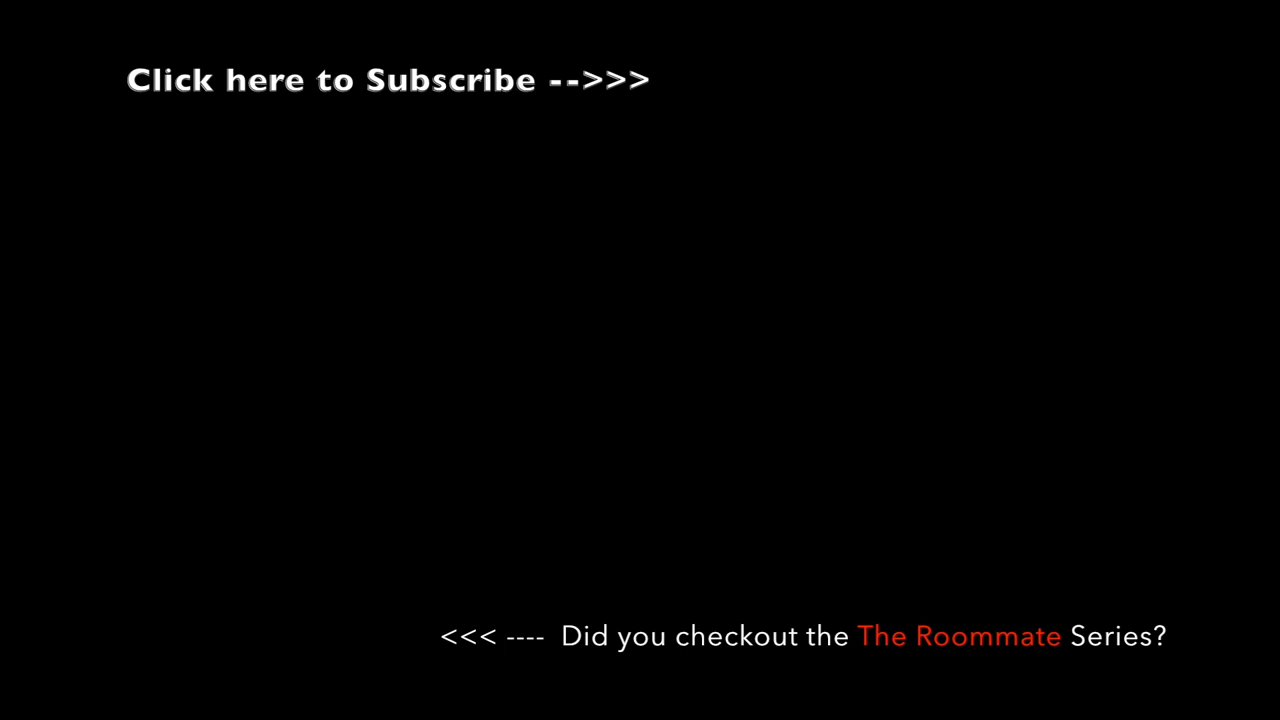 Click here to Subscribe -->>>
<<< ---- Did you checkout the The Roommate Series?